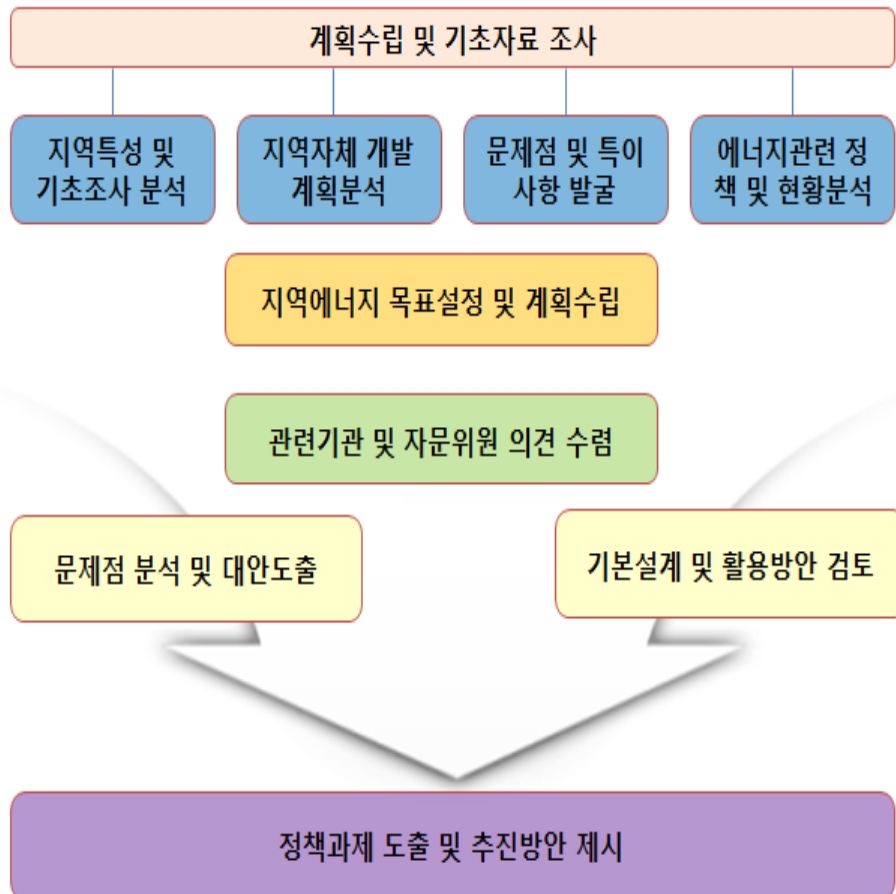 계획수립 및 기초자료 조사
지역특성 및
기초조사 분석
지역자체 개발
계획분석
문제점 및 특이
사항 발굴
에너지관련 정
책 및 현황분석
지역에너지 목표설정 및 계획수립
관련기관 및 자문위원 의견 수렴
문제점 분석 및 대안도출
기본설계 및 활용방안 검토
정책과제 도출 및 추진방안 제시